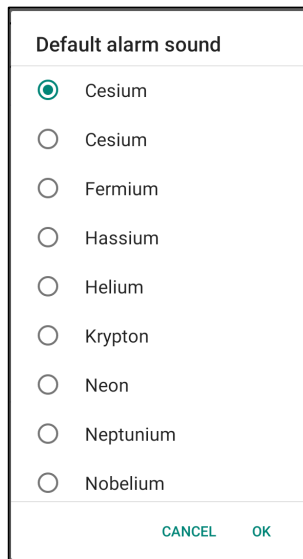 Default alarm sound
Cesium
Cesium
Fermium
Hassium
Helium
Krypton
Neon
Neptunium
Nobelium
CANCEL OK